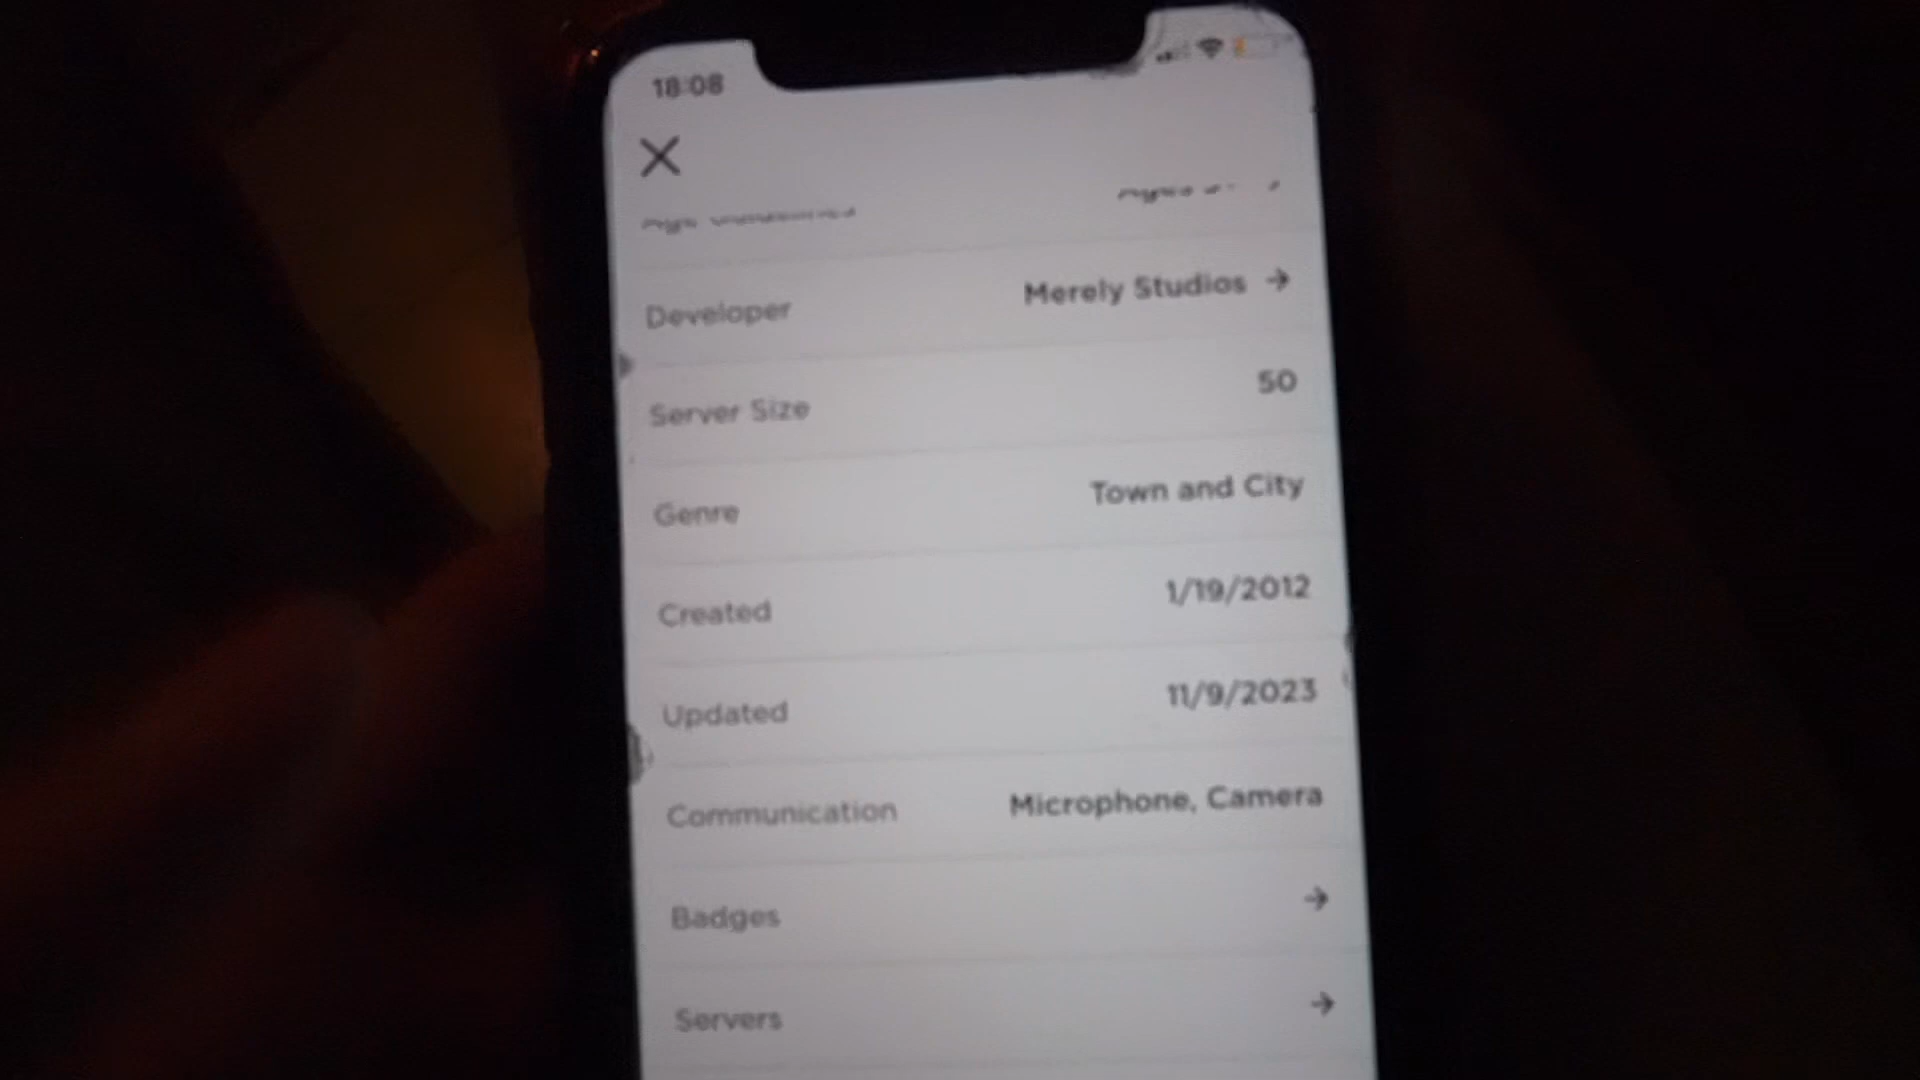 18:08
Developer Merely Studios →
Server Size 50
Genre Town and City
Created 1/19/2012
Updated 11/9/2023
Communication Microphone, Camera
Badges →
Servers →